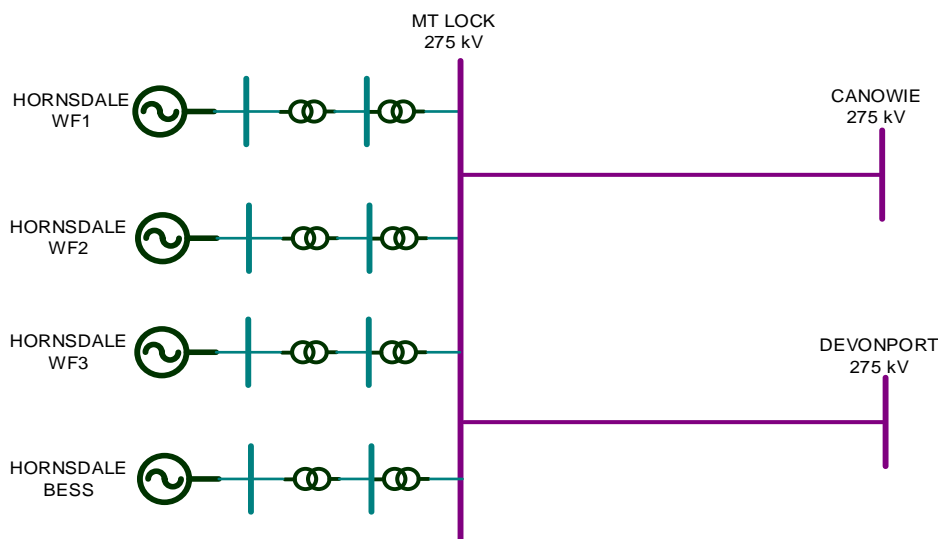 MT LOCK
275 kV
HORNSDALE
WF1
CANOWIE
275 kV
HORNSDALE
WF2
HORNSDALE
WF3
DEVONPORT
275 kV
HORNSDALE
BESS